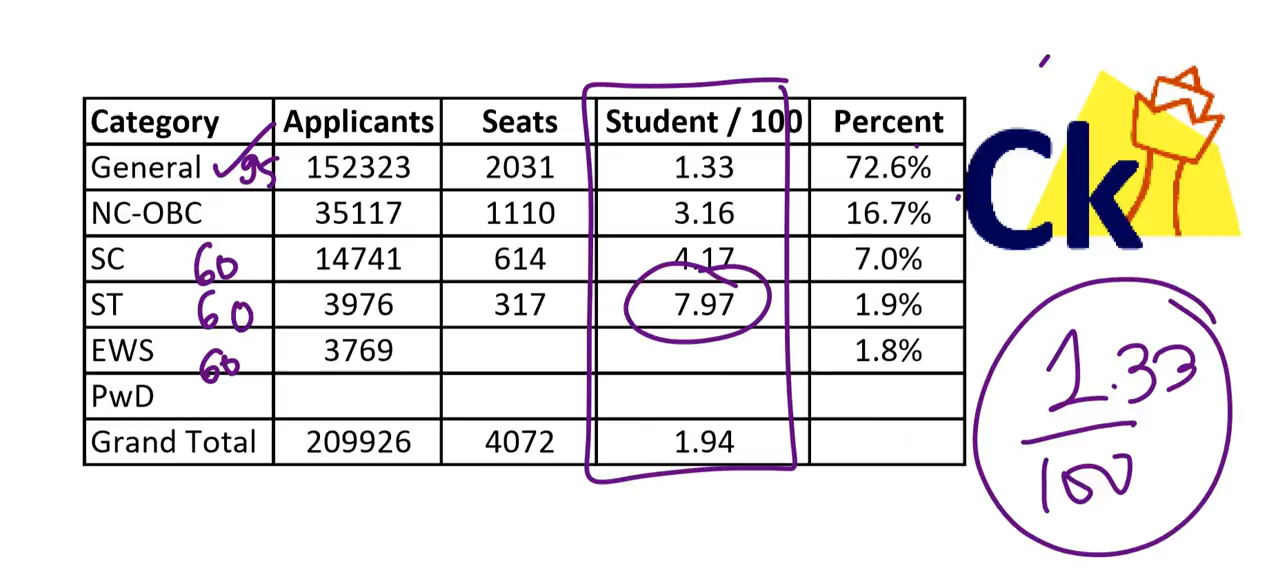 Category Applicants Seats Student / 100 Percent
General 95 152323 2031 1.33 72.6%
NC-OBC 35117 1110 3.16 16.7%
SC 60 14741 614 4.17 7.0%
ST 60 3976 317 7.97 1.9%
EWS 60 3769 1.8%
PwD
Grand Total 209926 4072 1.94
Ck
1.33
100